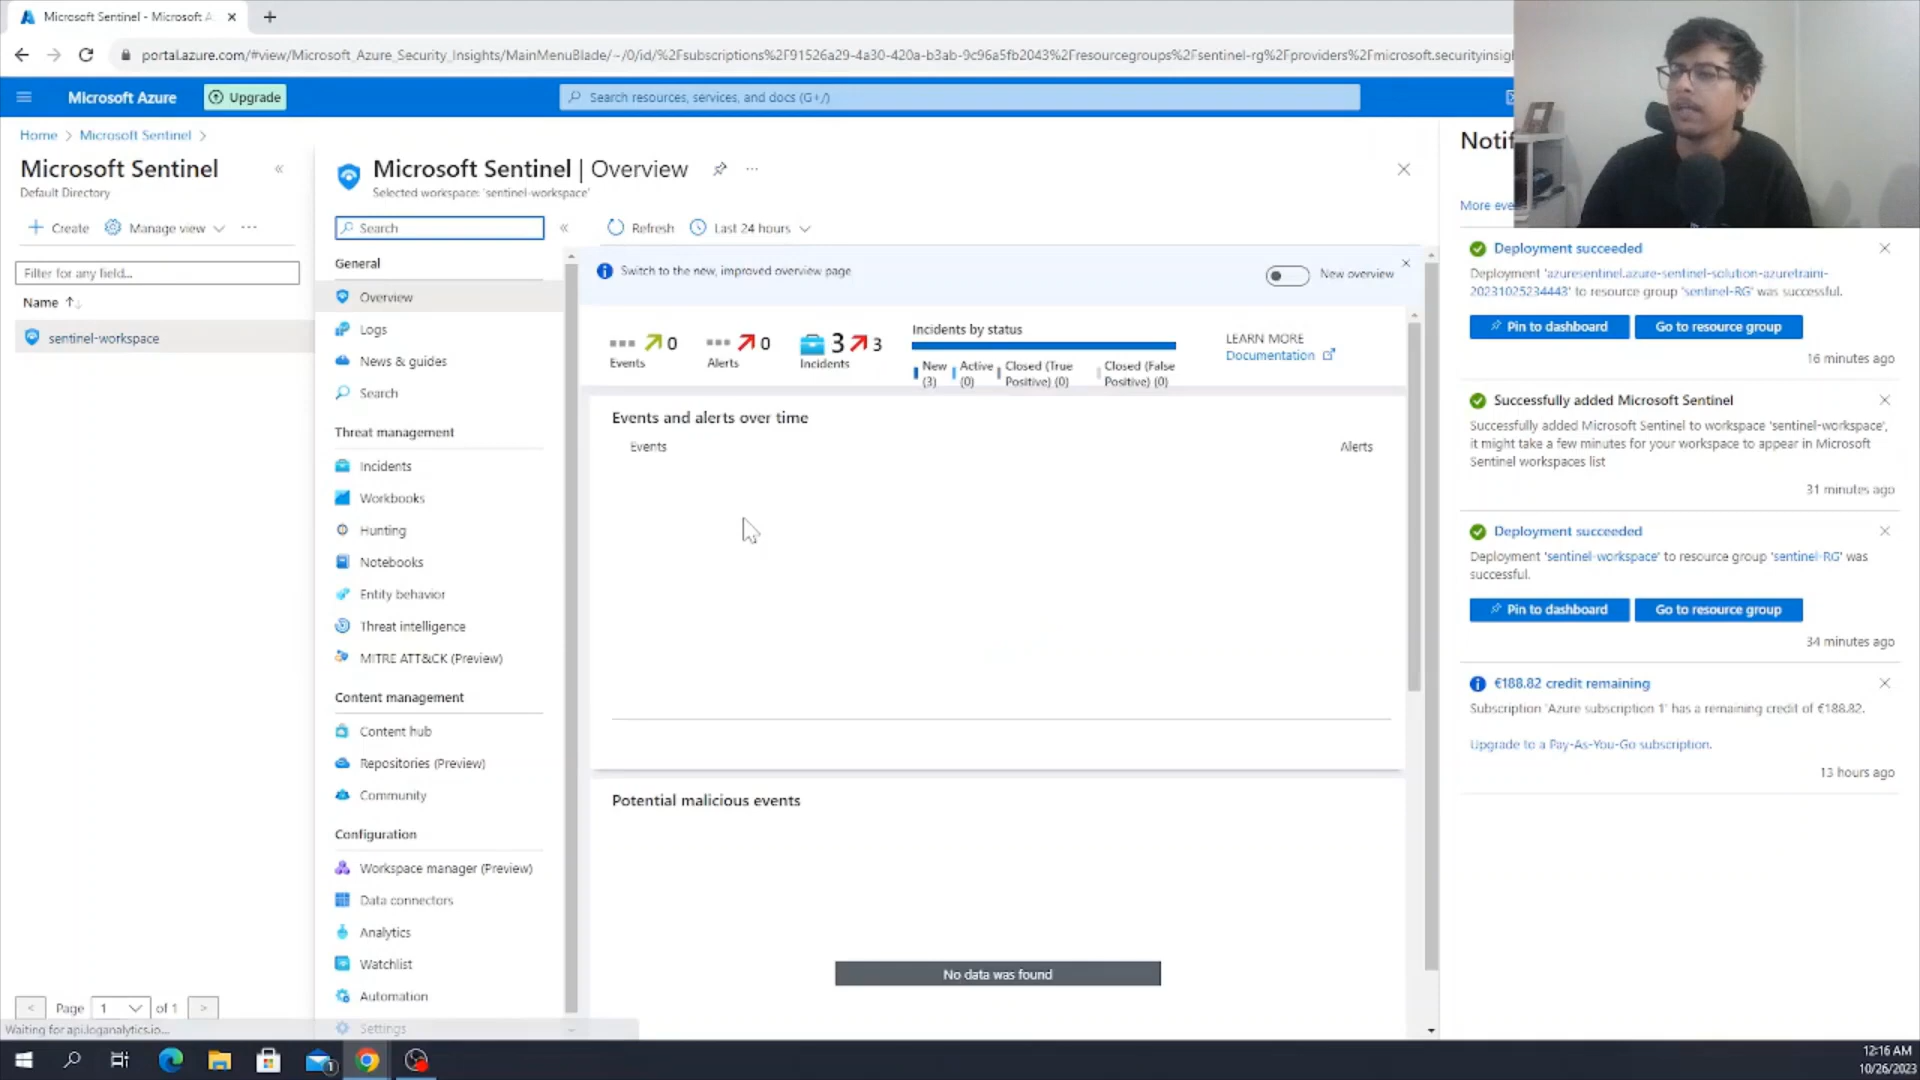 Microsoft Sentinel - Microsoft A
portal.azure.com/#view/Microsoft_Azure_Security_Insights/MainMenuBlade/~/0/id/%2Fsubscriptions%2F91526a29-4a30-420a-b3ab-9c96a5fb2043%2Fresourcegroups%2Fsentinel-rg%2Fproviders%2Fmicrosoft.securityinsig
Microsoft Azure
Upgrade
Search resources, services, and docs (G+/)
Home > Microsoft Sentinel >
Microsoft Sentinel
Default Directory
Create
Manage view
Filter for any field...
Name ↑↓
sentinel-workspace
< Page 1 of 1 >
Waiting for api.loganalytics.io...
Microsoft Sentinel | Overview
Selected workspace: 'sentinel-workspace'
Search
General
Overview
Logs
News & guides
Search
Threat management
Incidents
Workbooks
Hunting
Notebooks
Entity behavior
Threat intelligence
MITRE ATT&CK (Preview)
Content management
Content hub
Repositories (Preview)
Community
Configuration
Workspace manager (Preview)
Data connectors
Analytics
Watchlist
Automation
Settings
Refresh
Last 24 hours
Switch to the new, improved overview page
New overview
0
Events
0
Alerts
3 3
Incidents
Incidents by status
New (3)
Active (0)
Closed (True Positive) (0)
Closed (False Positive) (0)
LEARN MORE
Documentation
Events and alerts over time
Events
Alerts
Potential malicious events
No data was found
Notif
More eve
Deployment succeeded
Deployment 'azuresentinel.azure-sentinel-solution-azuretraini-
20231025234443' to resource group 'sentinel-RG' was successful.
Pin to dashboard
Go to resource group
16 minutes ago
Successfully added Microsoft Sentinel
Successfully added Microsoft Sentinel to workspace 'sentinel-workspace',
it might take a few minutes for your workspace to appear in Microsoft
Sentinel workspaces list
31 minutes ago
Deployment succeeded
Deployment 'sentinel-workspace' to resource group 'sentinel-RG' was
successful.
Pin to dashboard
Go to resource group
34 minutes ago
€188.82 credit remaining
Subscription 'Azure subscription 1' has a remaining credit of €188.82.
Upgrade to a Pay-As-You-Go subscription.
13 hours ago
1
12:16 AM
10/26/2023